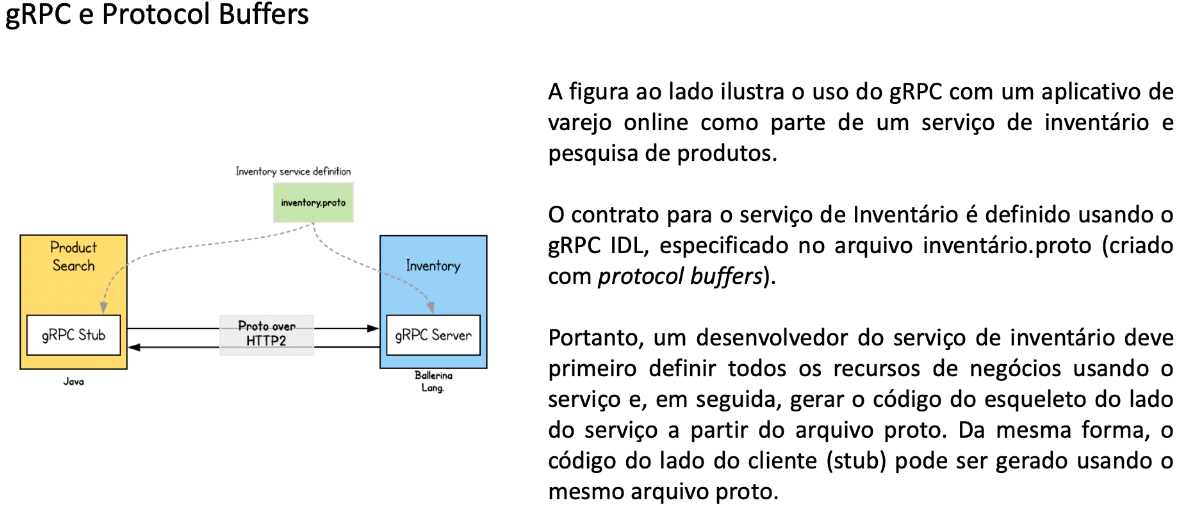 gRPC e Protocol Buffers
Inventory service definition
inventory.proto
Product
Search
gRPC Stub
Java
Proto over
HTTP2
Inventory
gRPC Server
Ballerina
Lang.
A figura ao lado ilustra o uso do gRPC com um aplicativo de
varejo online como parte de um serviço de inventário e
pesquisa de produtos.
O contrato para o serviço de Inventário é definido usando o
gRPC IDL, especificado no arquivo inventário.proto (criado
com protocol buffers).
Portanto, um desenvolvedor do serviço de inventário deve
primeiro definir todos os recursos de negócios usando o
serviço e, em seguida, gerar o código do esqueleto do lado
do serviço a partir do arquivo proto. Da mesma forma, o
código do lado do cliente (stub) pode ser gerado usando o
mesmo arquivo proto.